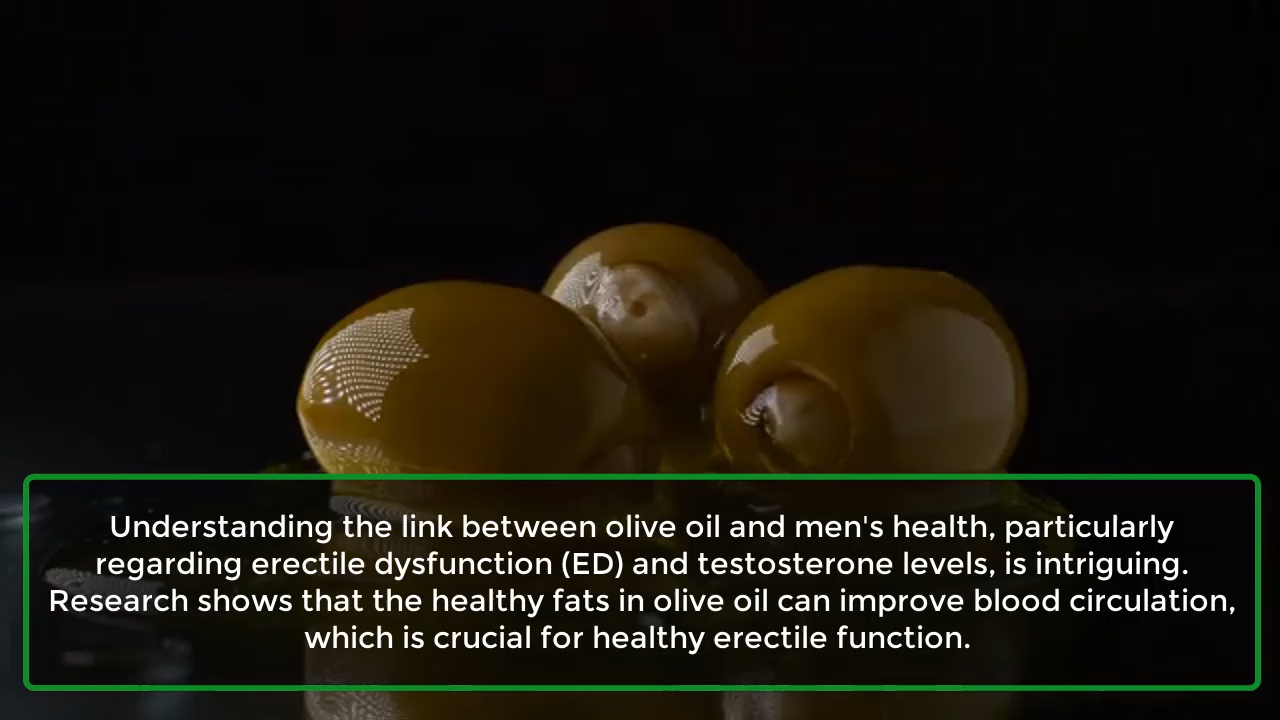 Understanding the link between olive oil and men's health, particularly
regarding erectile dysfunction (ED) and testosterone levels, is intriguing.
Research shows that the healthy fats in olive oil can improve blood circulation,
which is crucial for healthy erectile function.